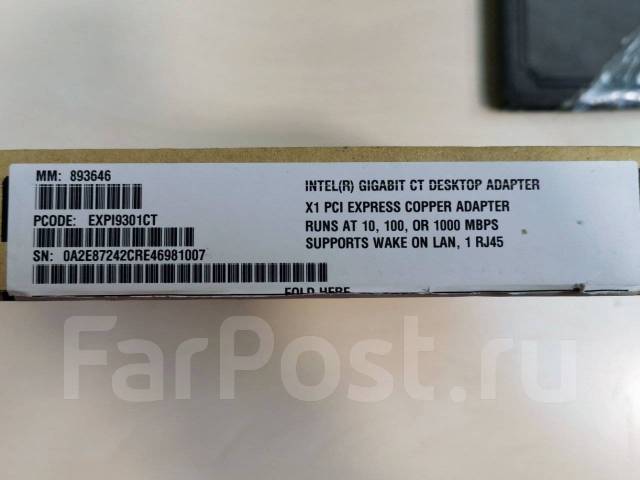 MM: 893646
PCODE: EXPI9301CT
SN: 0A2E87242CRE46981007
INTEL(R) GIGABIT CT DESKTOP ADAPTER
X1 PCI EXPRESS COPPER ADAPTER
RUNS AT 10, 100, OR 1000 MBPS
SUPPORTS WAKE ON LAN, 1 RJ45
FOLD HERE
FarPost.ru